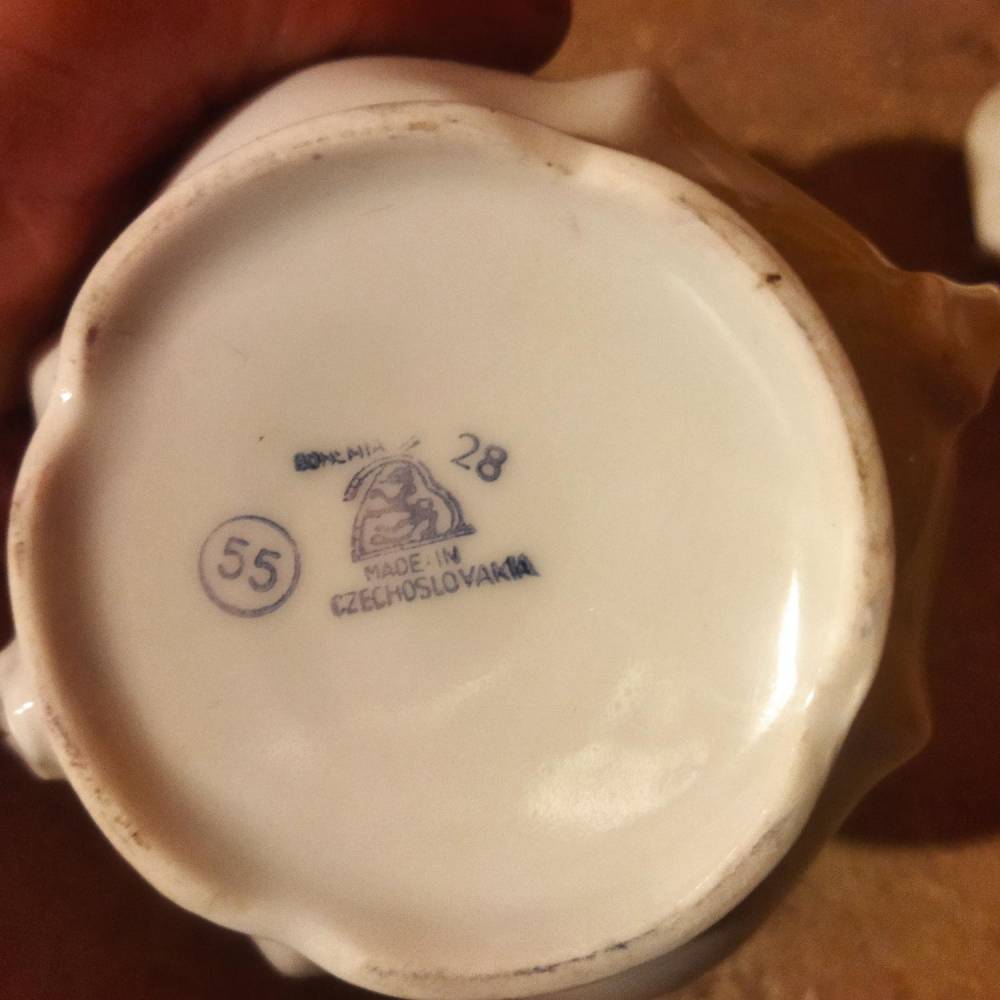 BOHEMIA
28
55
MADE·IN
CZECHOSLOVAKIA